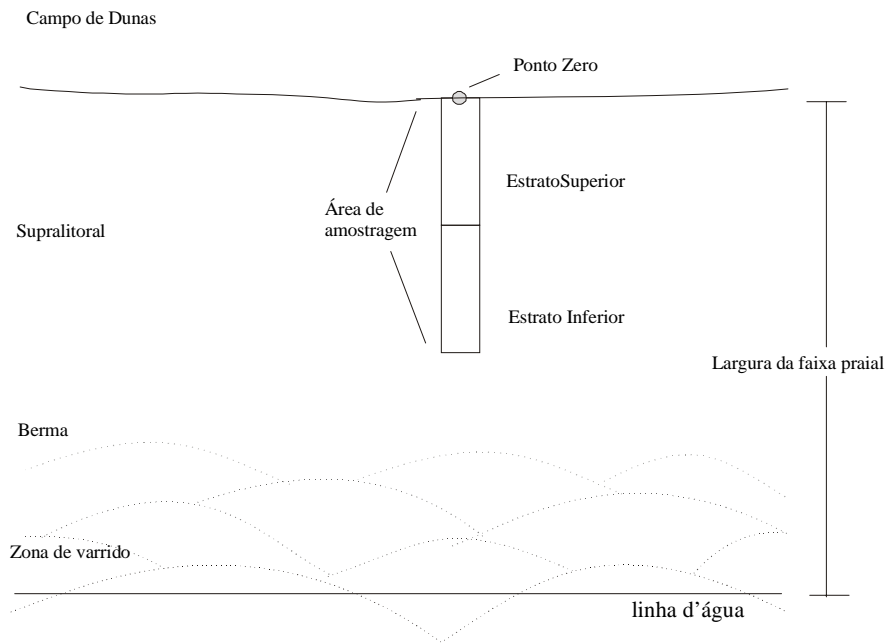 Campo de Dunas
Ponto Zero
EstratoSuperior
Área de
amostragem
Supralitoral
Estrato Inferior
Largura da faixa praial
Berma
Zona de varrido
linha d'água